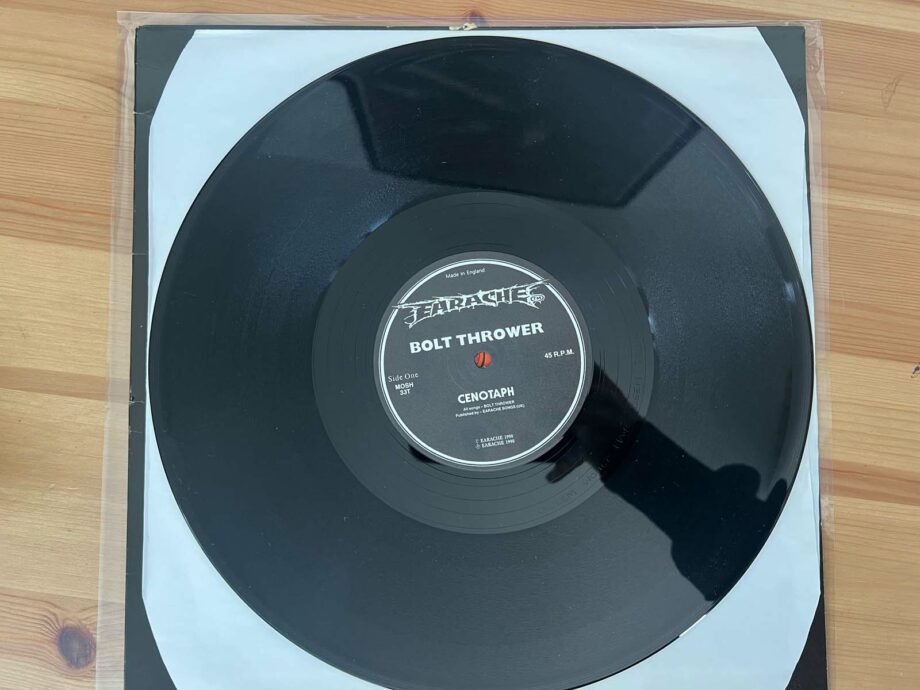 Made in England
EARACHE
BOLT THROWER
45 R.P.M.
Side One
MOSH
33T
CENOTAPH
All songs – BOLT THROWER
Published by – EARACHE SONGS (UK)
℗ EARACHE 1990
© EARACHE 1990